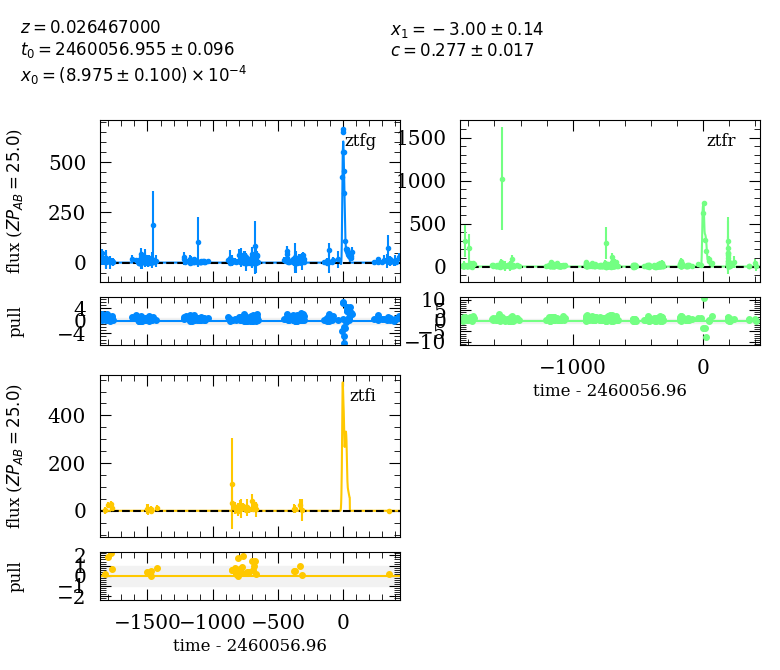 z = 0.026467000
t₀ = 2460056.955 ± 0.096
x₀ = (8.975 ± 0.100) × 10⁻⁴
x₁ = −3.00 ± 0.14
c = 0.277 ± 0.017
flux (ZP_AB = 25.0)
500
250
0
ztfg
1500
1000
500
0
ztfr
pull
4
0
−4
10
5
0
−5
−10
−1000
0
time - 2460056.96
flux (ZP_AB = 25.0)
400
200
0
ztfi
pull
2
1
0
−1
−2
−1500
−1000
−500
0
time - 2460056.96